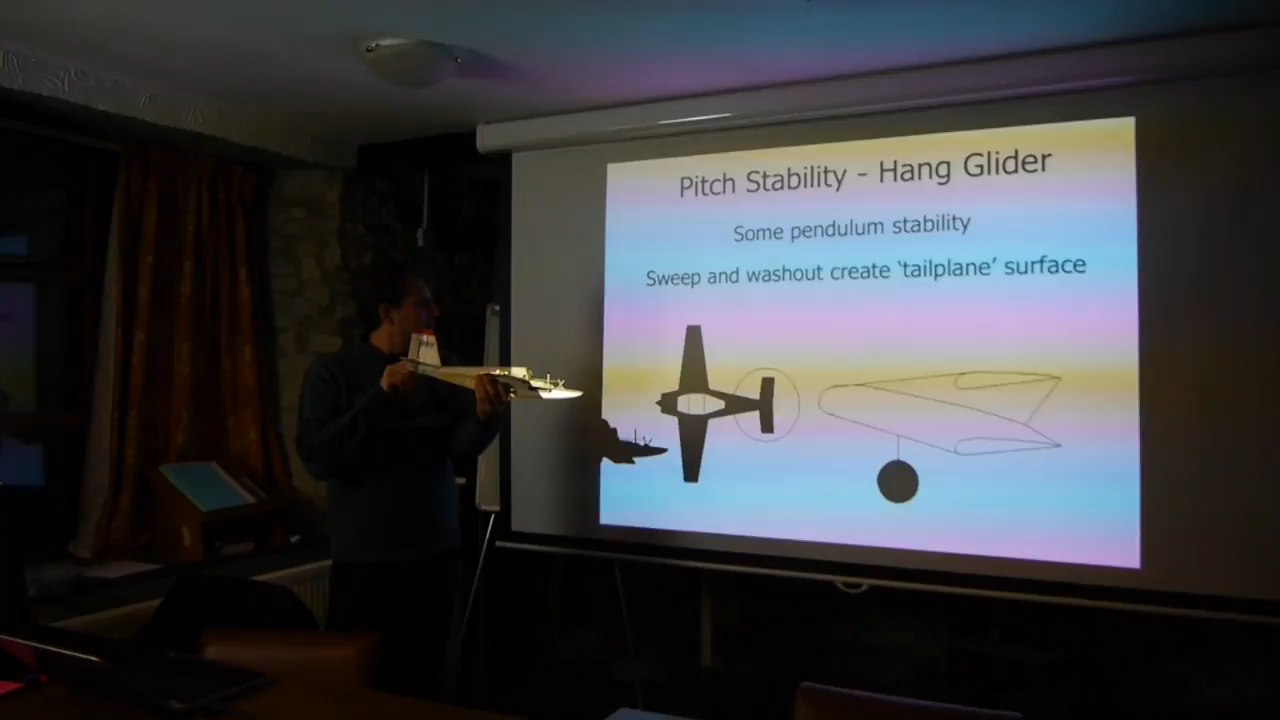 Pitch Stability - Hang Glider
Some pendulum stability
Sweep and washout create ‘tailplane’ surface